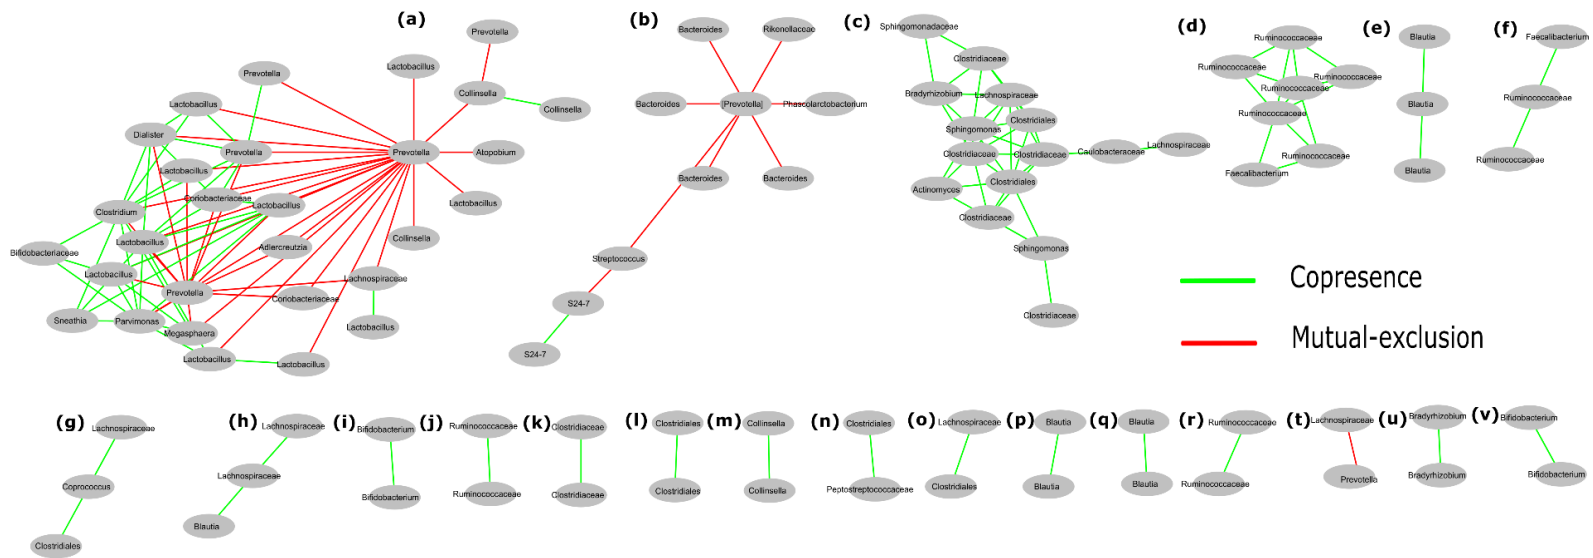 (a)
Prevotella
Lactobacillus
Prevotella
Collinsella
Collinsella
Lactobacillus
Dialister
Prevotella
Prevotella
Atopobium
Lactobacillus
Coriobacteriaceae
Lactobacillus
Lactobacillus
Clostridium
Lactobacillus
Adlercreutzia
Collinsella
Bifidobacteriaceae
Lactobacillus
Prevotella
Lachnospiraceae
Coriobacteriaceae
Sneathia
Parvimonas
Megasphaera
Lactobacillus
Lactobacillus
Lactobacillus
(b)
Bacteroides
Rikenellaceae
Bacteroides
[Prevotella]
Phascolarctobacterium
Bacteroides
Bacteroides
Streptococcus
S24-7
S24-7
(c)
Sphingomonadaceae
Clostridiaceae
Bradyrhizobium
Lachnospiraceae
Clostridiales
Sphingomonas
Clostridiaceae
Clostridiaceae
Caulobacteraceae
Lachnospiraceae
Clostridiales
Actinomyces
Clostridiaceae
Sphingomonas
Clostridiaceae
(d)
Ruminococcaceae
Ruminococcaceae
Ruminococcaceae
Ruminococcaceae
Ruminococcaceae
Ruminococcaceae
Faecalibacterium
(e)
Blautia
Blautia
Blautia
(f)
Faecalibacterium
Ruminococcaceae
Ruminococcaceae
Copresence
Mutual-exclusion
(g)
Lachnospiraceae
Coprococcus
Clostridiales
(h)
Lachnospiraceae
Lachnospiraceae
Blautia
(i)
Bifidobacterium
Bifidobacterium
(j)
Ruminococcaceae
Ruminococcaceae
(k)
Clostridiaceae
Clostridiaceae
(l)
Clostridiales
Clostridiales
(m)
Collinsella
Collinsella
(n)
Clostridiales
Peptostreptococcaceae
(o)
Lachnospiraceae
Clostridiales
(p)
Blautia
Blautia
(q)
Blautia
Blautia
(r)
Ruminococcaceae
Ruminococcaceae
(t)
Lachnospiraceae
Prevotella
(u)
Bradyrhizobium
Bradyrhizobium
(v)
Bifidobacterium
Bifidobacterium